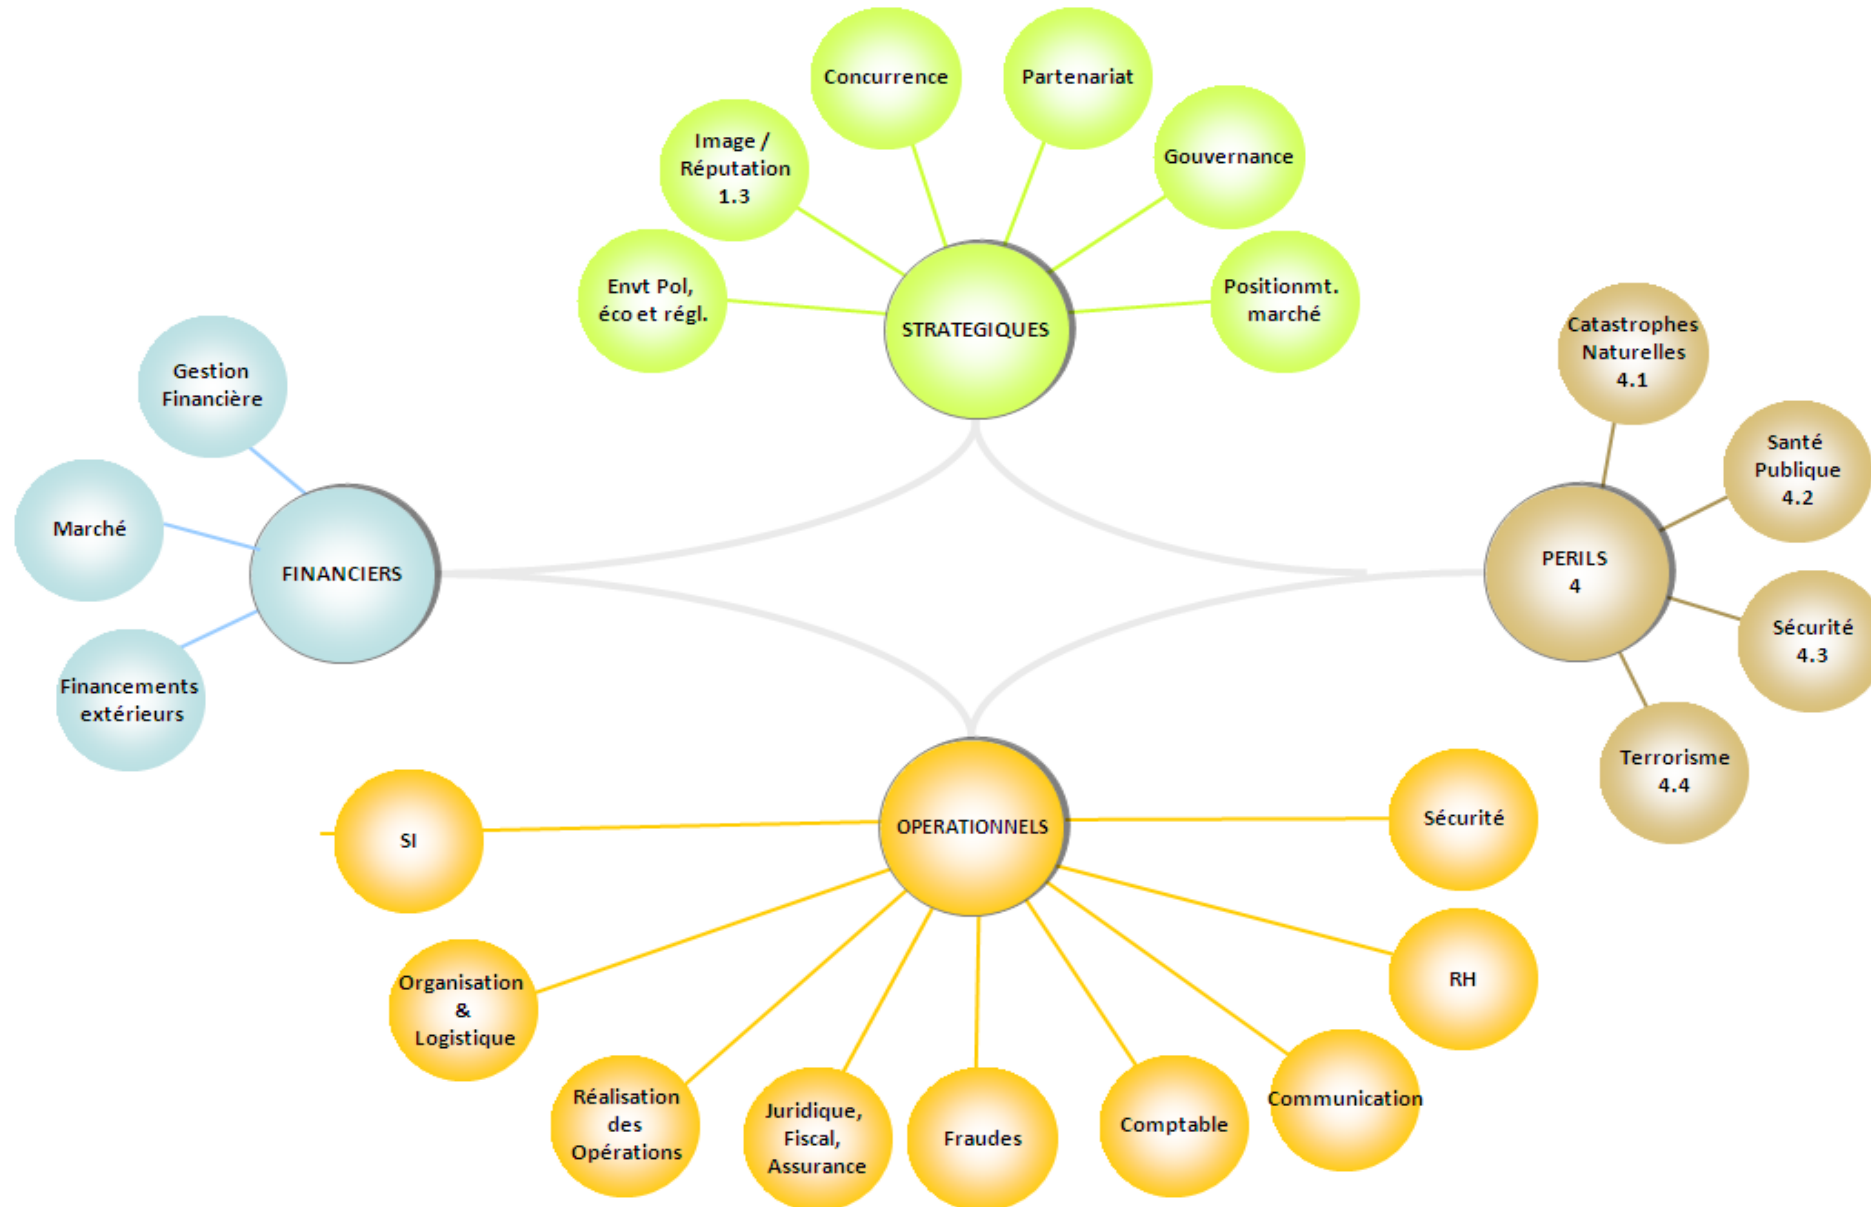 Concurrence
Partenariat
Image /
Réputation
1.3
Gouvernance
Envt Pol,
éco et régl.
STRATEGIQUES
Positionmt.
marché
Catastrophes
Naturelles
4.1
Gestion
Financière
Santé
Publique
4.2
Marché
FINANCIERS
PERILS
4
Sécurité
4.3
Financements
extérieurs
Terrorisme
4.4
SI
OPERATIONNELS
Sécurité
Organisation
&
Logistique
RH
Réalisation
des
Opérations
Juridique,
Fiscal,
Assurance
Fraudes
Comptable
Communication